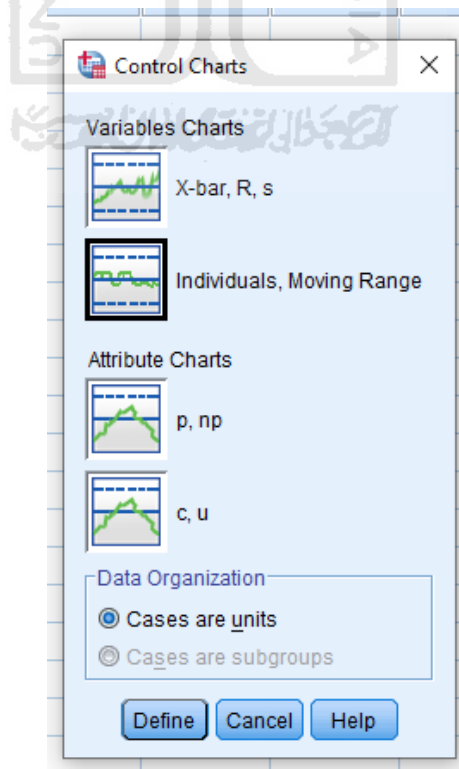 Control Charts
Variables Charts
X-bar, R, s
Individuals, Moving Range
Attribute Charts
p, np
c, u
Data Organization
Cases are units
Cases are subgroups
Define Cancel Help